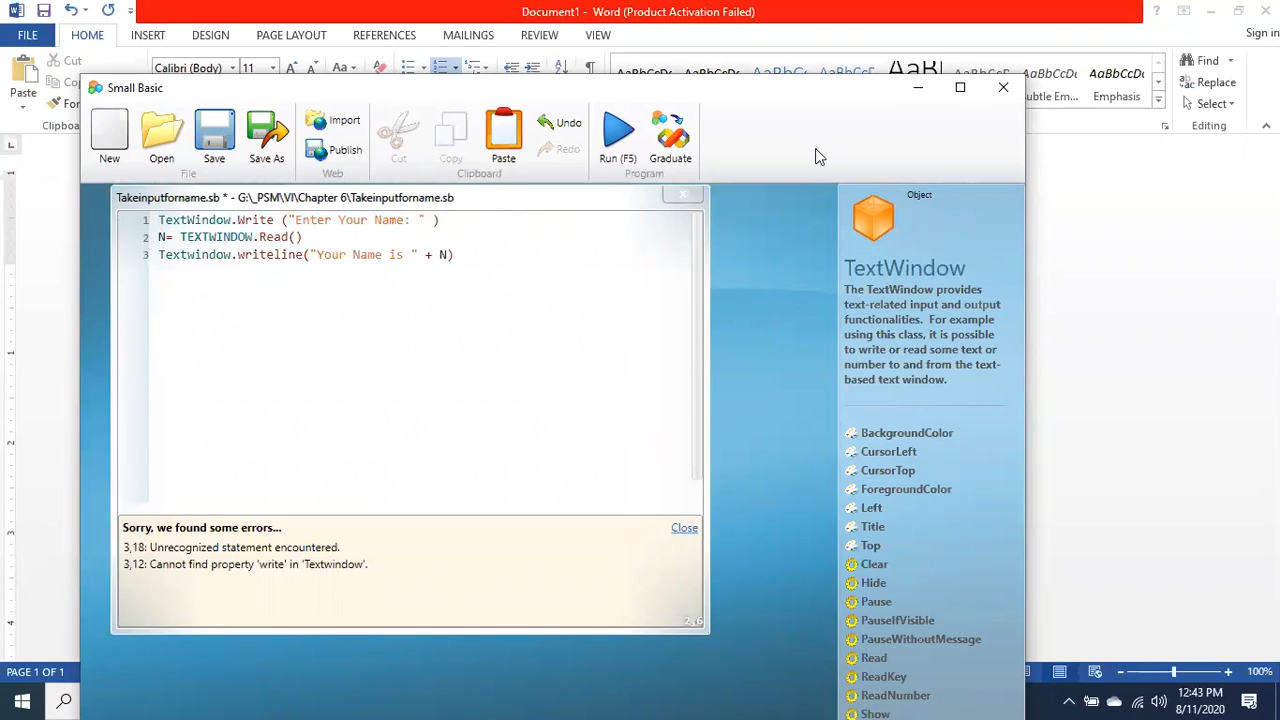 Document1 - Word (Product Activation Failed)
Sign in
FILE HOME INSERT DESIGN PAGE LAYOUT REFERENCES MAILINGS REVIEW VIEW
Cut
Calibri (Body) 11
Find
Replace
Select
Paste
Clipboa
Emphasis
Editing
Small Basic
New Open Save Save As
Import
Publish
Cut Copy Paste
Undo
Redo
Run (F5) Graduate
File Web Clipboard Program
Takeinputforname.sb * - G:\_PSM\VI\Chapter 6\Takeinputforname.sb
1 TextWindow.Write ("Enter Your Name: " )
2 N= TEXTWINDOW.Read()
3 Textwindow.writeline("Your Name is " + N)
Sorry, we found some errors...
Close
3,18: Unrecognized statement encountered.
3,12: Cannot find property 'write' in 'Textwindow'.
2,6
Object
TextWindow
The TextWindow provides
text-related input and output
functionalities. For example
using this class, it is possible
to write or read some text or
number to and from the text-
based text window.
BackgroundColor
CursorLeft
CursorTop
ForegroundColor
Left
Title
Top
Clear
Hide
Pause
PauseIfVisible
PauseWithoutMessage
Read
ReadKey
ReadNumber
Show
PAGE 1 OF 1
100%
12:43 PM
8/11/2020